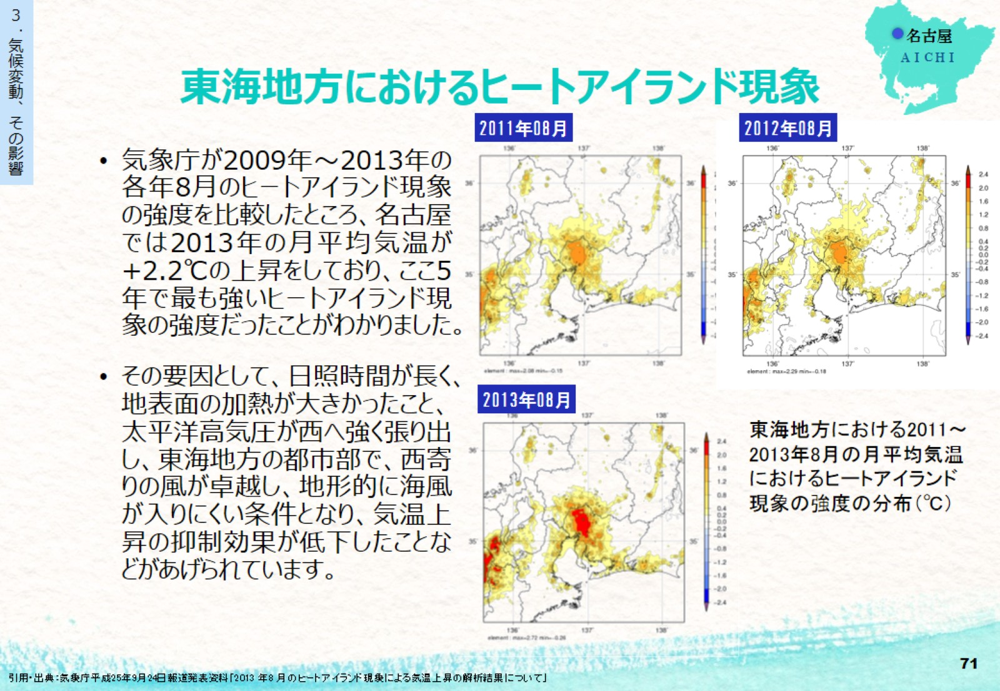 3．気候変動、その影響
名古屋
AICHI
東海地方におけるヒートアイランド現象
• 気象庁が2009年～2013年の
各年8月のヒートアイランド現象
の強度を比較したところ、名古屋
では2013年の月平均気温が
+2.2℃の上昇をしており、ここ5
年で最も強いヒートアイランド現
象の強度だったことがわかりました。
• その要因として、日照時間が長く、
地表面の加熱が大きかったこと、
太平洋高気圧が西へ強く張り出
し、東海地方の都市部で、西寄
りの風が卓越し、地形的に海風
が入りにくい条件となり、気温上
昇の抑制効果が低下したことな
どがあげられています。
2011年08月
136° 137° 138°
36° 36°
35° 35°
136° 137° 138°
element : max=2.08 min=-0.15
2012年08月
136° 137° 138°
36° 36°
35° 35°
136° 137° 138°
2.4
2.0
1.6
1.2
0.8
0.4
0.2
0.0
-0.2
-0.4
-0.8
-1.2
-1.6
-2.0
-2.4
element : max=2.29 min=-0.18
2013年08月
136° 137° 138°
36° 36°
35° 35°
136° 137° 138°
2.4
2.0
1.6
1.2
0.8
0.4
0.2
0.0
-0.2
-0.4
-0.8
-1.2
-1.6
-2.0
-2.4
element : max=2.72 min=-0.26
東海地方における2011～
2013年8月の月平均気温
におけるヒートアイランド
現象の強度の分布(℃)
71
引用・出典：気象庁平成25年9月24日報道発表資料「2013 年8 月のヒートアイランド現象による気温上昇の解析結果について」